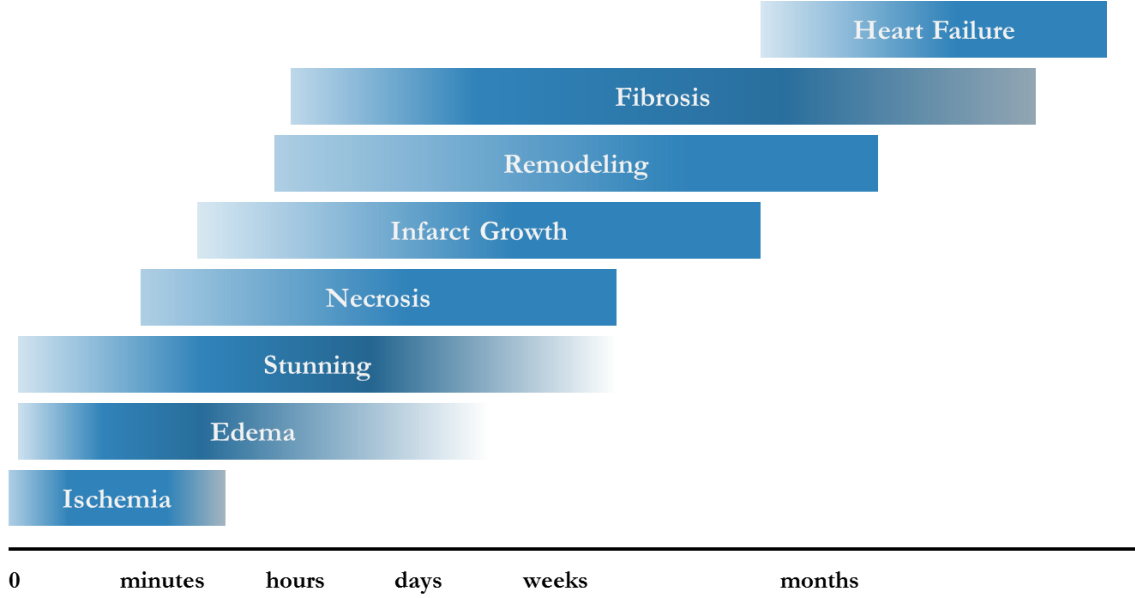 Heart Failure
Fibrosis
Remodeling
Infarct Growth
Necrosis
Stunning
Edema
Ischemia
0 minutes hours days weeks months